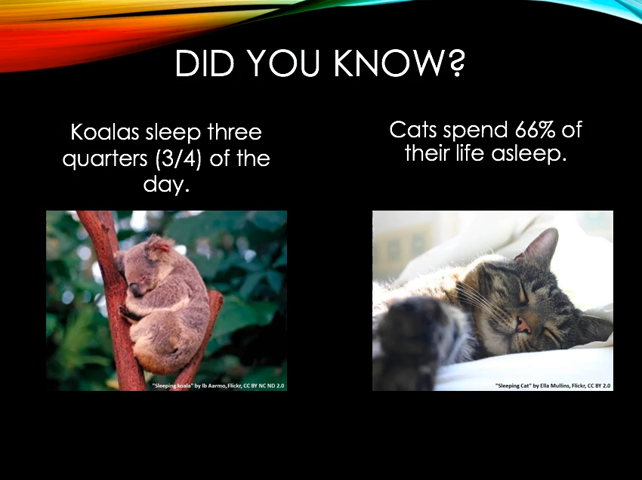 DID YOU KNOW?
Koalas sleep three
quarters (3/4) of the
day.
Cats spend 66% of
their life asleep.
"Sleeping koala" by Ib Aarmo, Flickr, CC BY NC ND 2.0
"Sleeping Cat" by Ella Mullins, Flickr, CC BY 2.0